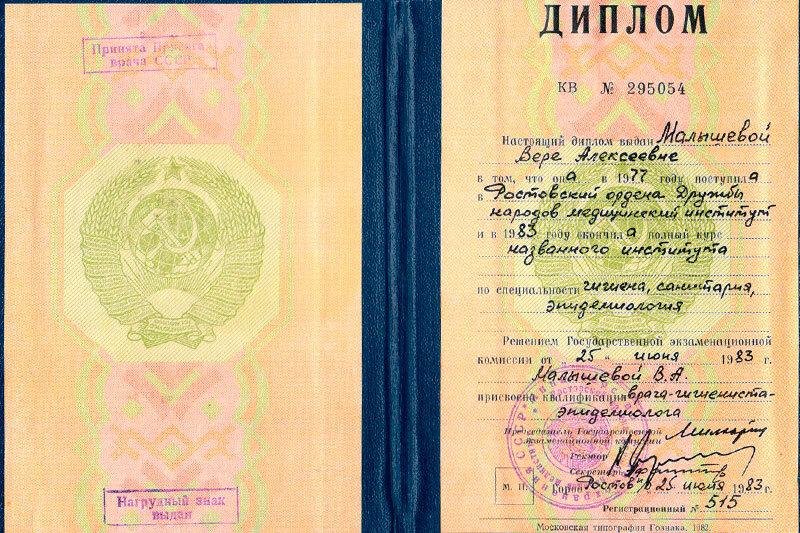 Принята Присяга
врача СССР
Нагрудный знак
выдан
ДИПЛОМ
КВ № 295054
Настоящий диплом выдан Малышевой
Вере Алексеевне
в том, что она в 1977 году поступила
в Ростовский ордена Дружбы
народов медицинский институт
и в 1983 году окончила полный курс
названного института
по специальности гигиена, санитария,
эпидемиология
Решением Государственной экзаменационной
комиссии от „25“ июня 1983 г.
Малышевой В.А.
присвоена квалификация врача-гигиениста-
эпидемиолога
Председатель Государственной
экзаменационной комиссии
Ректор
Секретарь
М. П. Город Ростов 25 июня 1983 г.
Регистрационный № 515
Московская типография Гознака. 1982.